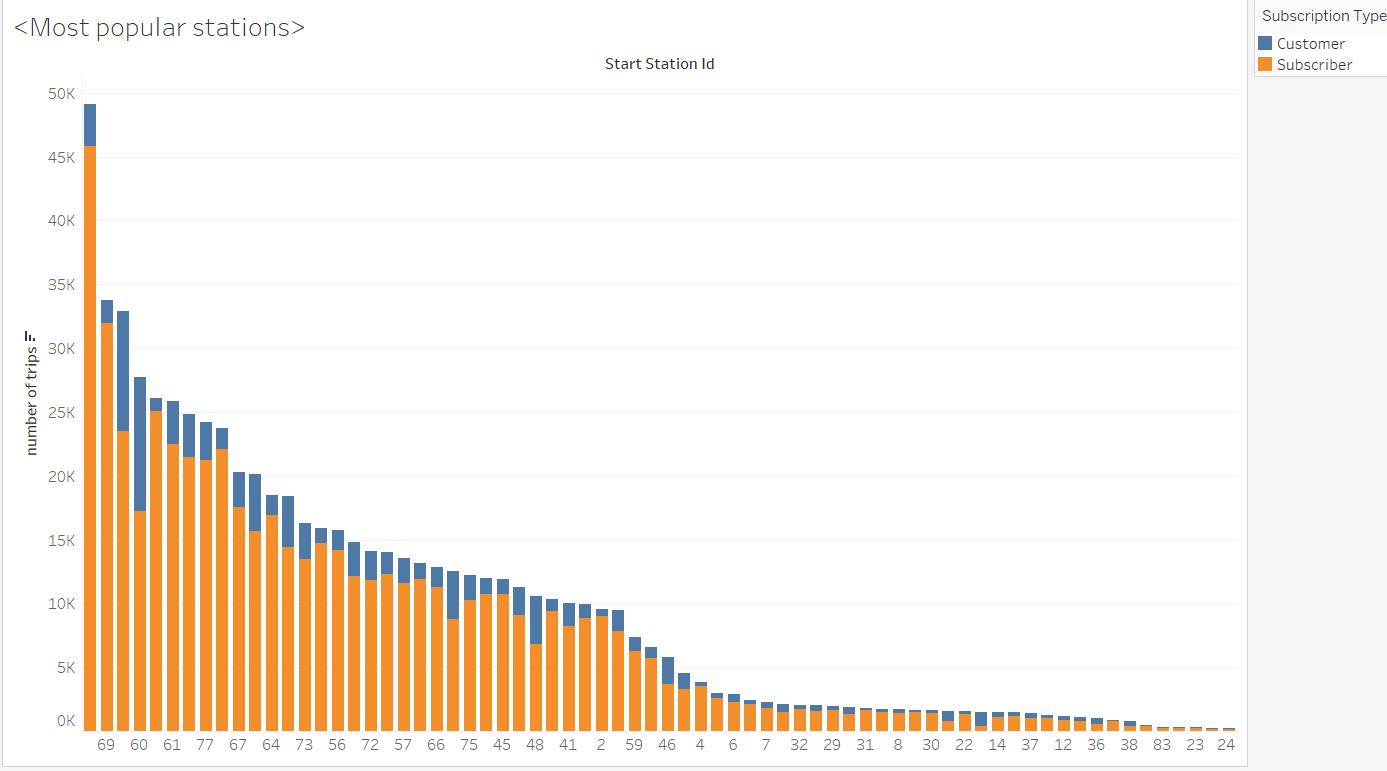 <Most popular stations>
Subscription Type
Customer
Subscriber
Start Station Id
number of trips
50K
45K
40K
35K
30K
25K
20K
15K
10K
5K
0K
69 60 61 77 67 64 73 56 72 57 66 75 45 48 41 2 59 46 4 6 7 32 29 31 8 30 22 14 37 12 36 38 83 23 24